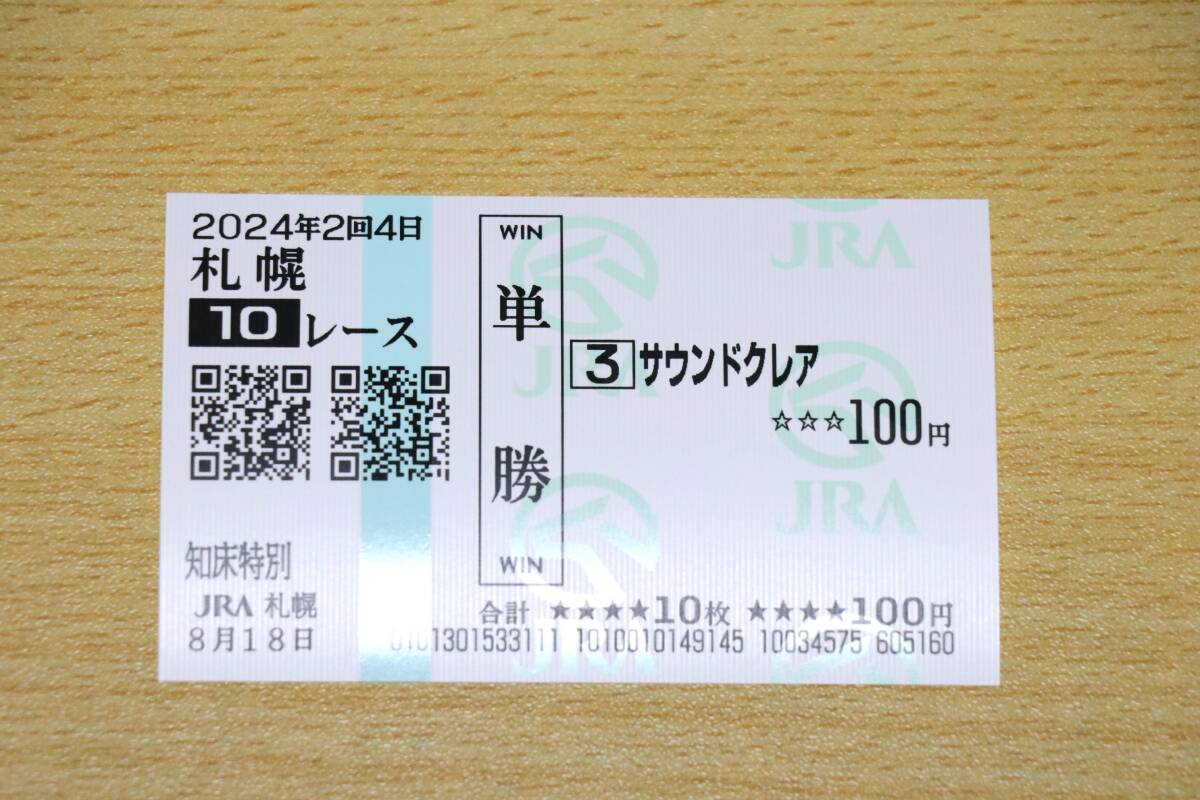 2024年2回4日
札幌
10レース
WIN
単勝
WIN
3 サウンドクレア
☆☆☆100円
知床特別
JRA 札幌
8月18日
合計 ★★★★10枚 ★★★★100円
0101301533111 1010010149145 10034575 605160
JRA
JRA
JRA
JRA